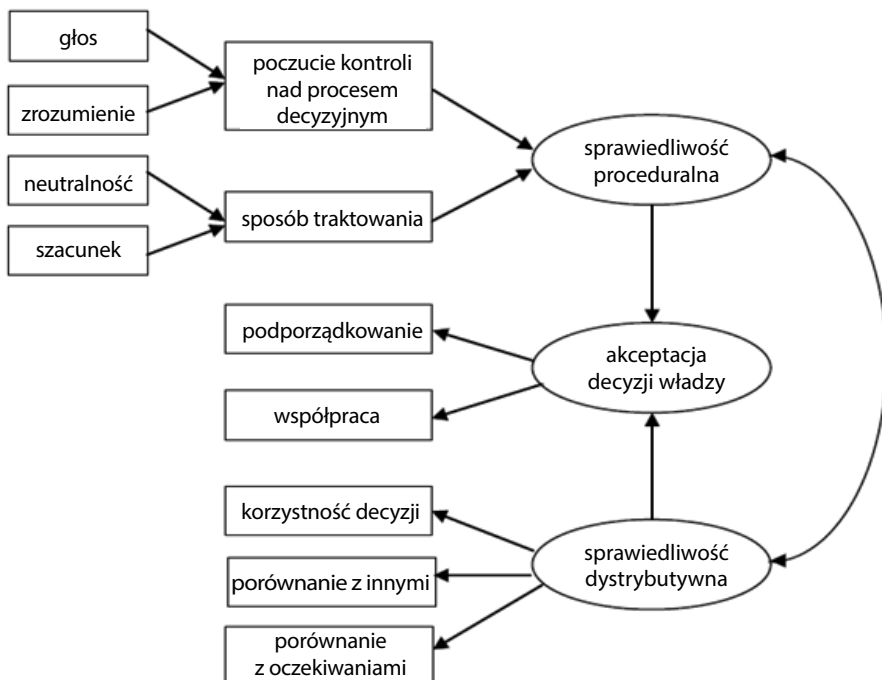 głos
zrozumienie
neutralność
szacunek
poczucie kontroli
nad procesem
decyzyjnym
sposób traktowania
sprawiedliwość
proceduralna
podporządkowanie
współpraca
akceptacja
decyzji władzy
korzystność decyzji
porównanie z innymi
porównanie
z oczekiwaniami
sprawiedliwość
dystrybutywna